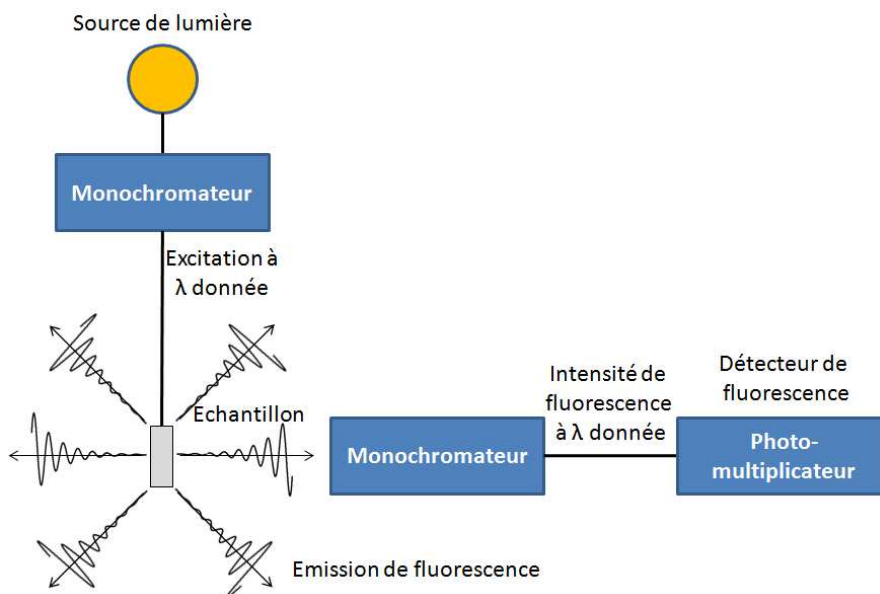 Source de lumière
Monochromateur
Excitation à
λ donnée
Echantillon
Monochromateur
Intensité de
fluorescence
à λ donnée
Détecteur de
fluorescence
Photo-
multiplicateur
Emission de fluorescence